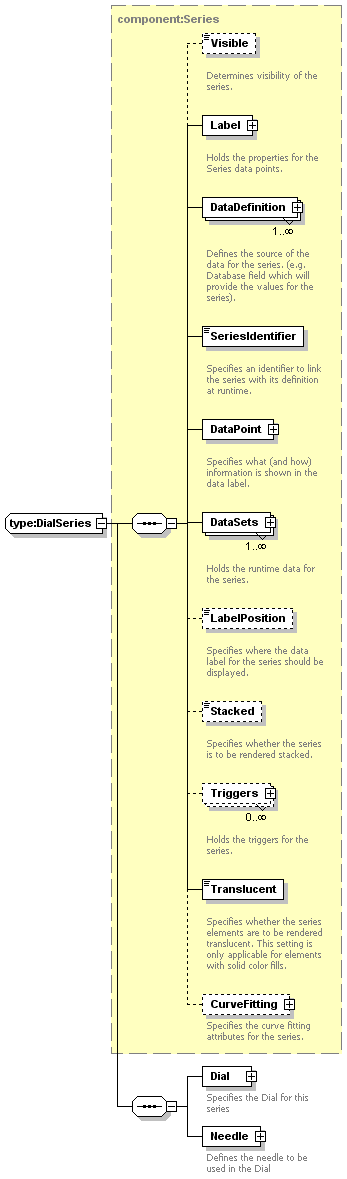 component:Series
Visible
Determines visibility of the
series.
Label
Holds the properties for the
Series data points.
DataDefinition
1..∞
Defines the source of the
data for the series. (e.g.
Database field which will
provide the values for the
series).
SeriesIdentifier
Specifies an identifier to link
the series with its definition
at runtime.
DataPoint
Specifies what (and how)
information is shown in the
data label.
type:DialSeries
DataSets
1..∞
Holds the runtime data for
the series.
LabelPosition
Specifies where the data
label for the series should be
displayed.
Stacked
Specifies whether the series
is to be rendered stacked.
Triggers
0..∞
Holds the triggers for the
series.
Translucent
Specifies whether the series
elements are to be rendered
translucent. This setting is
only applicable for elements
with solid color fills.
CurveFitting
Specifies the curve fitting
attributes for the series.
Dial
Specifies the Dial for this
series
Needle
Defines the needle to be
used in the Dial